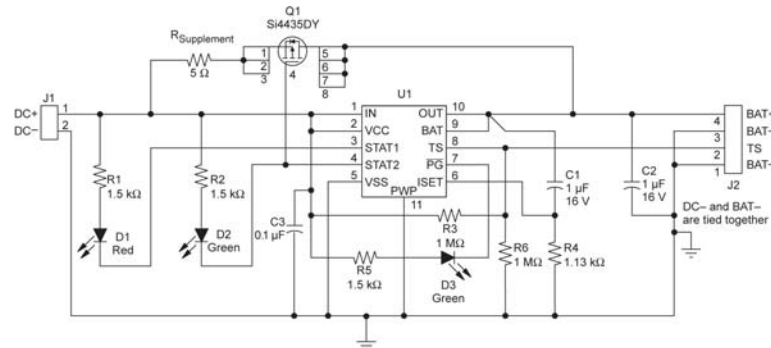 Q1
Si4435DY
RSupplement
5 Ω
1
2
3
4
5
6
7
8
J1
DC+
DC–
1
2
U1
1
2
3
4
5
IN
VCC
STAT1
STAT2
VSS
OUT
BAT
TS
PG
ISET
PWP
10
9
8
7
6
11
R1
1.5 kΩ
R2
1.5 kΩ
D1
Red
D2
Green
C3
0.1 μF
R3
1 MΩ
R5
1.5 kΩ
D3
Green
R6
1 MΩ
R4
1.13 kΩ
C1
1 μF
16 V
C2
1 μF
16 V
4
3
2
1
BAT+
BAT–
TS
BAT–
J2
DC– and BAT–
are tied together